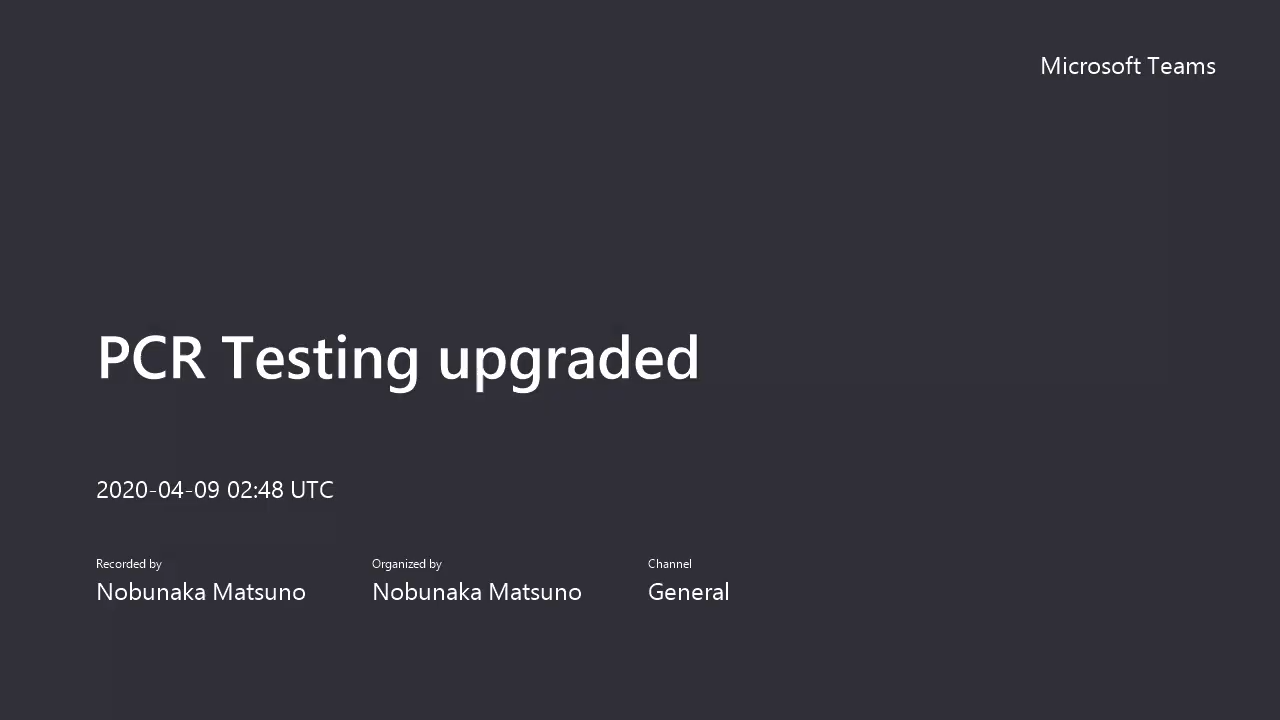 Microsoft Teams
PCR Testing upgraded
2020-04-09 02:48 UTC
Recorded by
Nobunaka Matsuno
Organized by
Nobunaka Matsuno
Channel
General